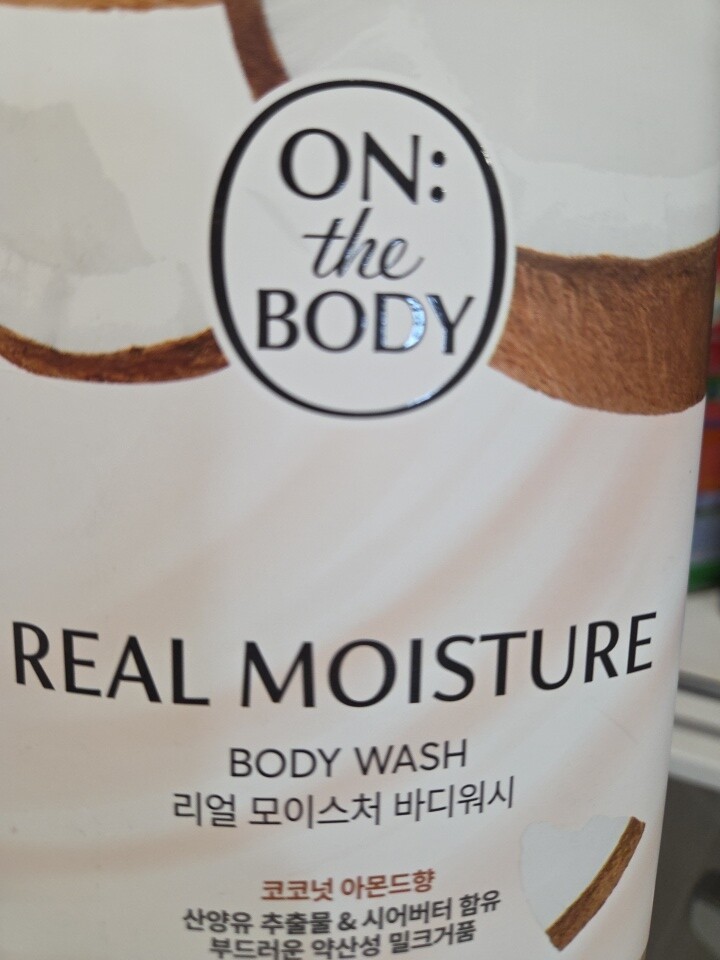 ON:
the
BODY
REAL MOISTURE
BODY WASH
리얼 모이스처 바디워시
코코넛 아몬드향
산양유 추출물 & 시어버터 함유
부드러운 약산성 밀크거품